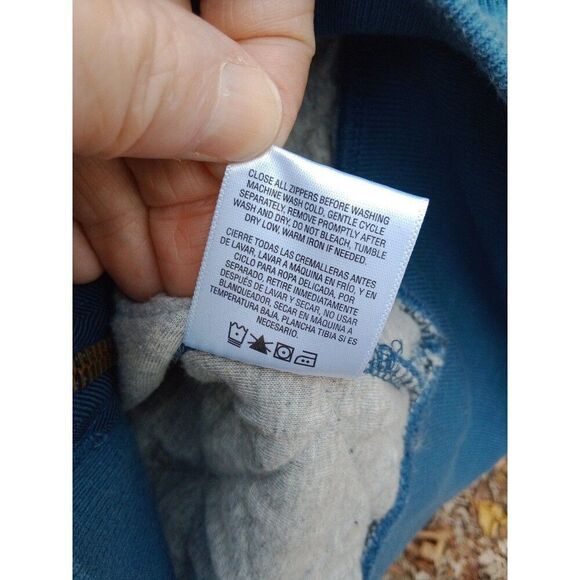 CLOSE ALL ZIPPERS BEFORE WASHING
MACHINE WASH COLD, GENTLE CYCLE
SEPARATELY, REMOVE PROMPTLY AFTER
WASH AND DRY. DO NOT BLEACH, TUMBLE
DRY LOW, WARM IRON IF NEEDED.
CIERRE TODAS LAS CREMALLERAS ANTES
DE LAVAR, LAVAR A MÁQUINA EN FRÍO, Y EN
CICLO PARA ROPA DELICADA, POR
SEPARADO. RETIRE INMEDIATAMENTE
DESPUÉS DE LAVAR Y SECAR, NO USAR
BLANQUEADOR, SECAR EN MÁQUINA A
TEMPERATURA BAJA, PLANCHA TIBIA SI ES
NECESARIO.